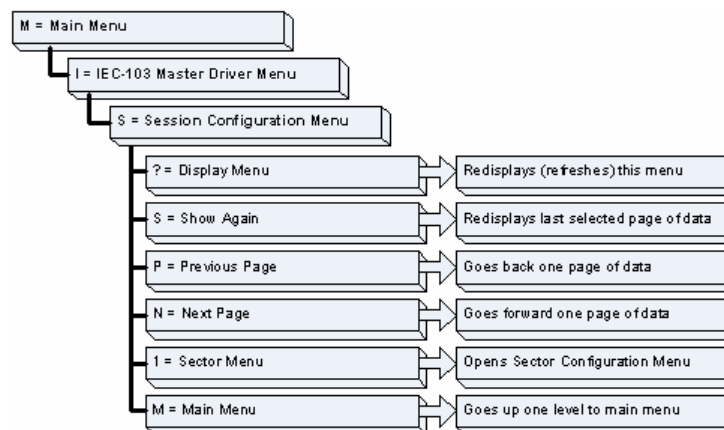 M = Main Menu
I = IEC-103 Master Driver Menu
S = Session Configuration Menu
? = Display Menu
Redisplays (refreshes) this menu
S = Show Again
Redisplays last selected page of data
P = Previous Page
Goes back one page of data
N = Next Page
Goes forward one page of data
1 = Sector Menu
Opens Sector Configuration Menu
M = Main Menu
Goes up one level to main menu